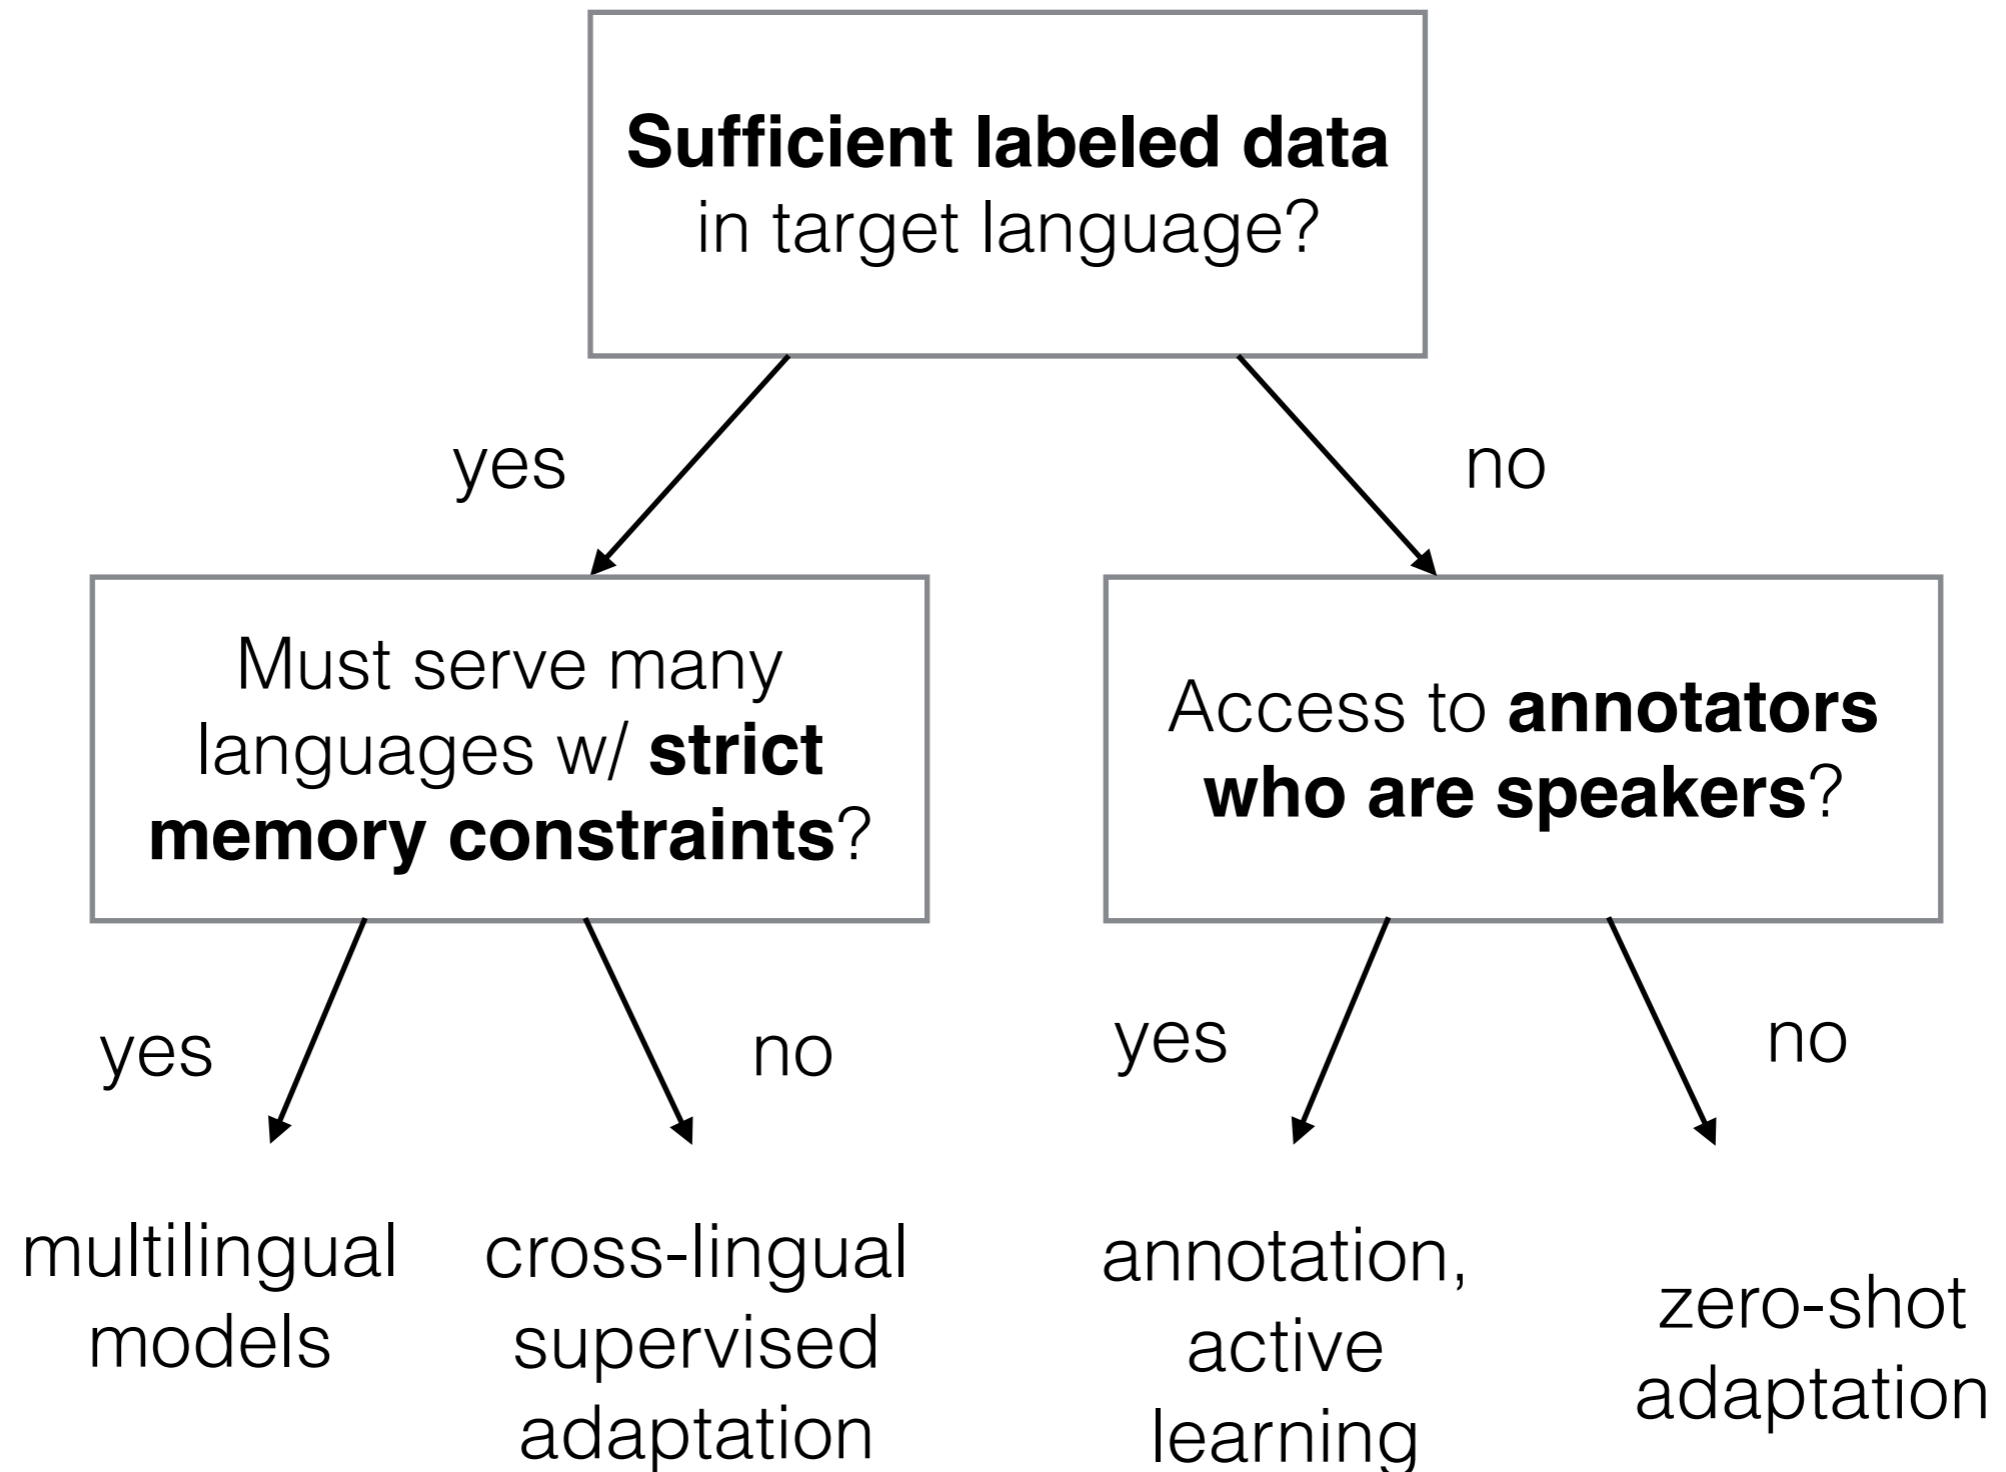 Sufficient labeled data
in target language?
yes
no
Must serve many
languages w/ strict
memory constraints?
Access to annotators
who are speakers?
yes
no
yes
no
multilingual
models
cross-lingual
supervised
adaptation
annotation,
active
learning
zero-shot
adaptation